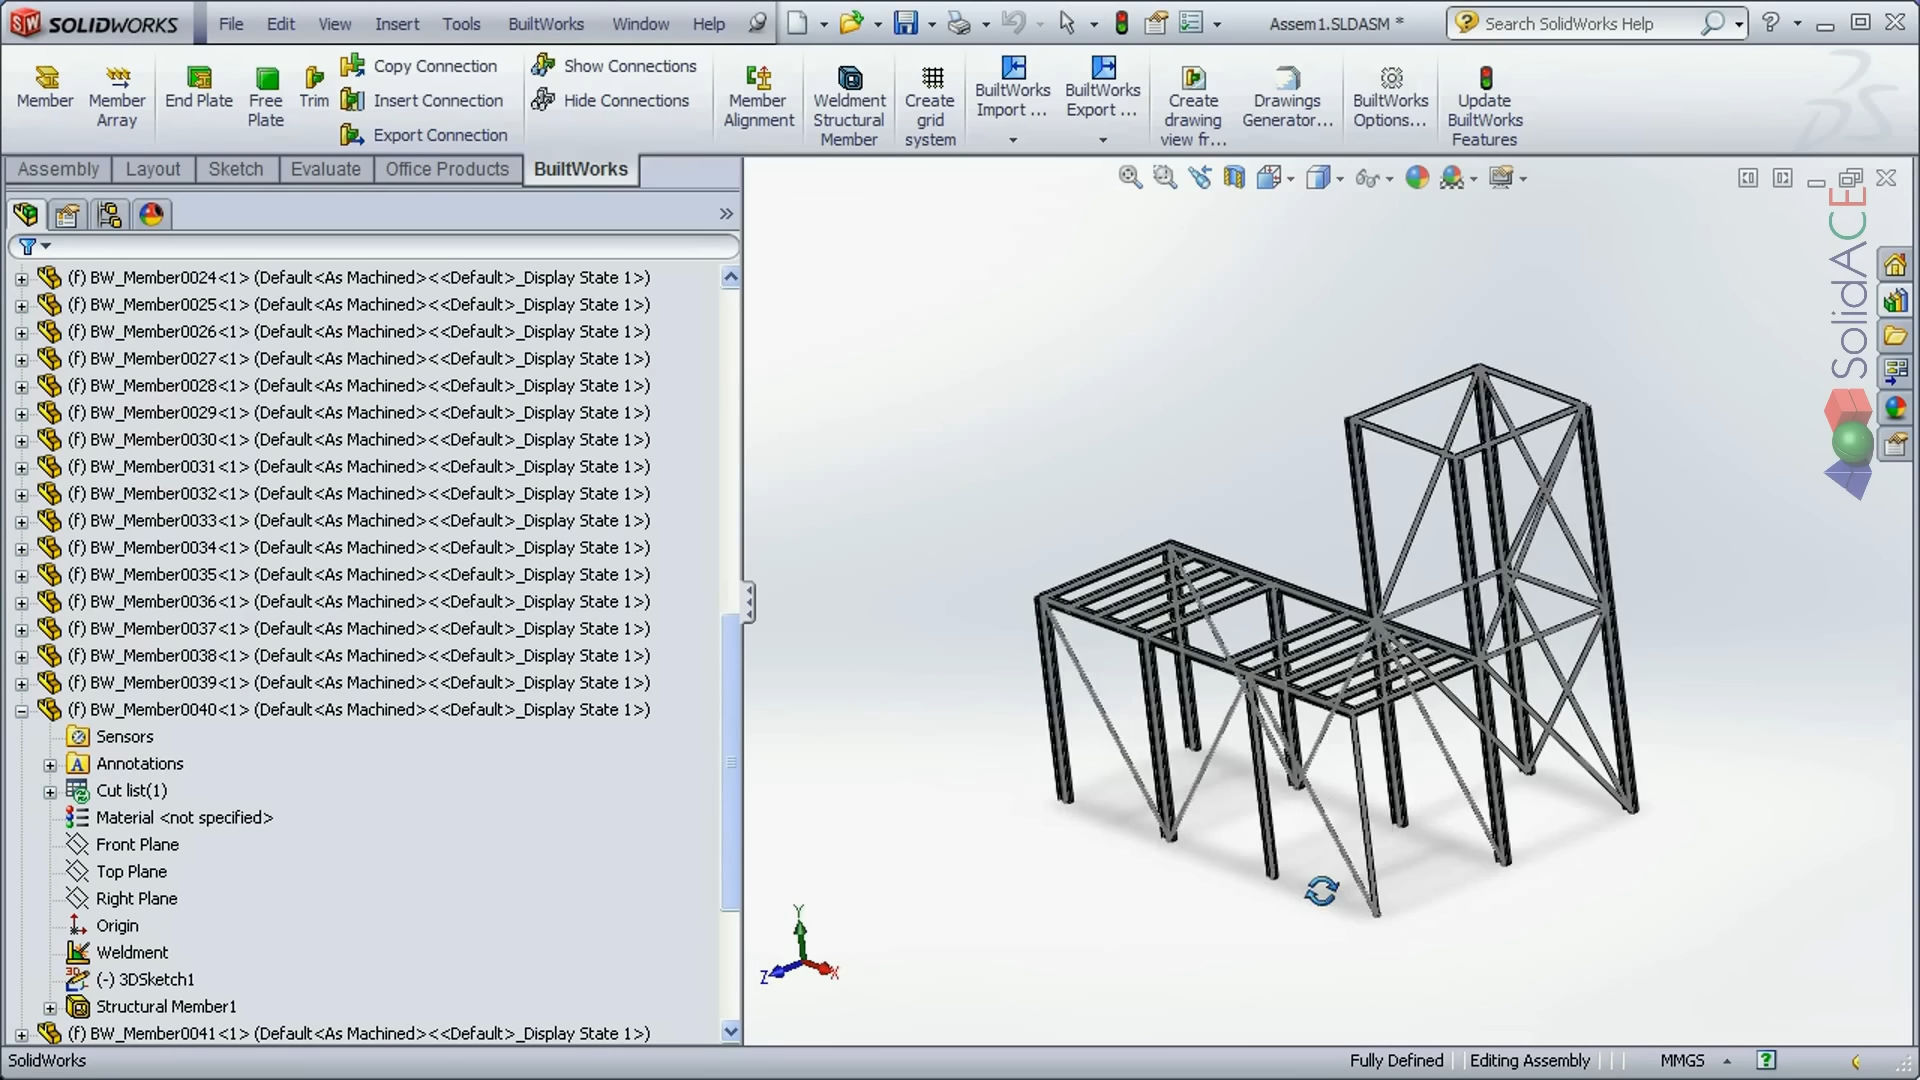 SW SOLIDWORKS File Edit View Insert Tools BuiltWorks Window Help Assem1.SLDASM * Search SolidWorks Help
Member
Member Array
End Plate
Free Plate
Trim
Copy Connection
Insert Connection
Export Connection
Show Connections
Hide Connections
Member Alignment
Weldment Structural Member
Create grid system
BuiltWorks Import ...
BuiltWorks Export ...
Create drawing view fr...
Drawings Generator...
BuiltWorks Options...
Update BuiltWorks Features
Assembly Layout Sketch Evaluate Office Products BuiltWorks
(f) BW_Member0024<1> (Default<As Machined><<Default>_Display State 1>)
(f) BW_Member0025<1> (Default<As Machined><<Default>_Display State 1>)
(f) BW_Member0026<1> (Default<As Machined><<Default>_Display State 1>)
(f) BW_Member0027<1> (Default<As Machined><<Default>_Display State 1>)
(f) BW_Member0028<1> (Default<As Machined><<Default>_Display State 1>)
(f) BW_Member0029<1> (Default<As Machined><<Default>_Display State 1>)
(f) BW_Member0030<1> (Default<As Machined><<Default>_Display State 1>)
(f) BW_Member0031<1> (Default<As Machined><<Default>_Display State 1>)
(f) BW_Member0032<1> (Default<As Machined><<Default>_Display State 1>)
(f) BW_Member0033<1> (Default<As Machined><<Default>_Display State 1>)
(f) BW_Member0034<1> (Default<As Machined><<Default>_Display State 1>)
(f) BW_Member0035<1> (Default<As Machined><<Default>_Display State 1>)
(f) BW_Member0036<1> (Default<As Machined><<Default>_Display State 1>)
(f) BW_Member0037<1> (Default<As Machined><<Default>_Display State 1>)
(f) BW_Member0038<1> (Default<As Machined><<Default>_Display State 1>)
(f) BW_Member0039<1> (Default<As Machined><<Default>_Display State 1>)
(f) BW_Member0040<1> (Default<As Machined><<Default>_Display State 1>)
Sensors
Annotations
Cut list(1)
Material <not specified>
Front Plane
Top Plane
Right Plane
Origin
Weldment
(-) 3DSketch1
Structural Member1
(f) BW_Member0041<1> (Default<As Machined><<Default>_Display State 1>)
SolidACE
Y
Z
X
SolidWorks Fully Defined Editing Assembly MMGS